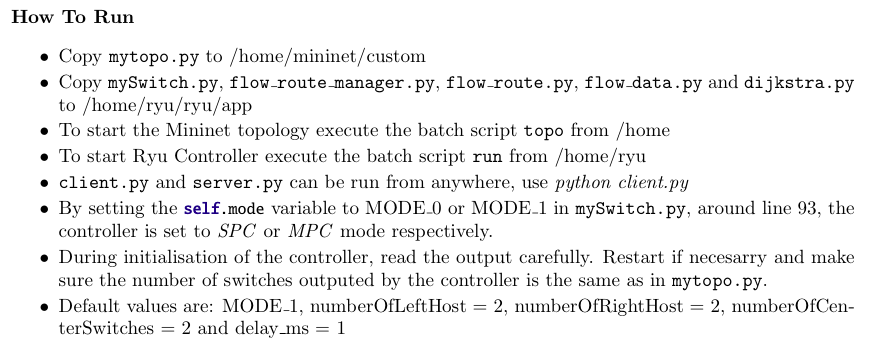 How To Run
• Copy mytopo.py to /home/mininet/custom
• Copy mySwitch.py, flow_route_manager.py, flow_route.py, flow_data.py and dijkstra.py
to /home/ryu/ryu/app
• To start the Mininet topology execute the batch script topo from /home
• To start Ryu Controller execute the batch script run from /home/ryu
• client.py and server.py can be run from anywhere, use python client.py
• By setting the self.mode variable to MODE_0 or MODE_1 in mySwitch.py, around line 93, the
controller is set to SPC or MPC mode respectively.
• During initialisation of the controller, read the output carefully. Restart if necesarry and make
sure the number of switches outputed by the controller is the same as in mytopo.py.
• Default values are: MODE_1, numberOfLeftHost = 2, numberOfRightHost = 2, numberOfCen-
terSwitches = 2 and delay_ms = 1